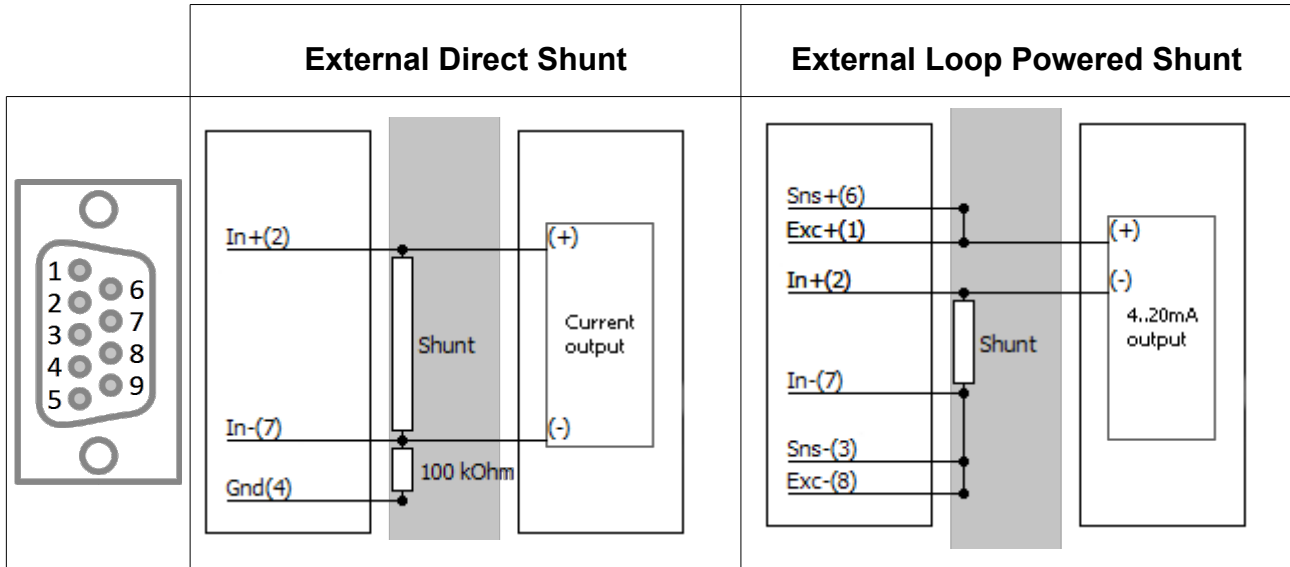 External Direct Shunt
External Loop Powered Shunt
1
2
3
4
5
6
7
8
9
In+(2)
In-(7)
Gnd(4)
Shunt
100 kOhm
(+)
(-)
Current
output
Sns+(6)
Exc+(1)
In+(2)
In-(7)
Sns-(3)
Exc-(8)
Shunt
(+)
(-)
4..20mA
output